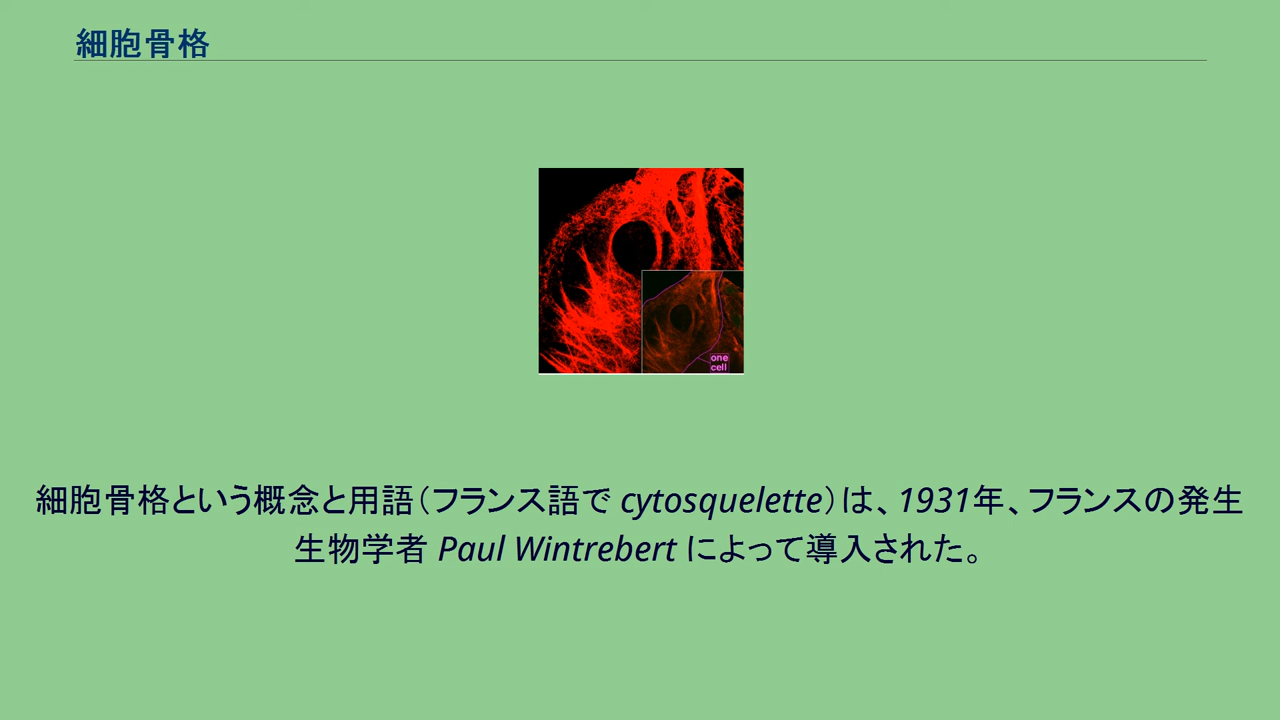 細胞骨格
one
cell
細胞骨格という概念と用語（フランス語で cytosquelette）は、1931年、フランスの発生
生物学者 Paul Wintrebert によって導入された。